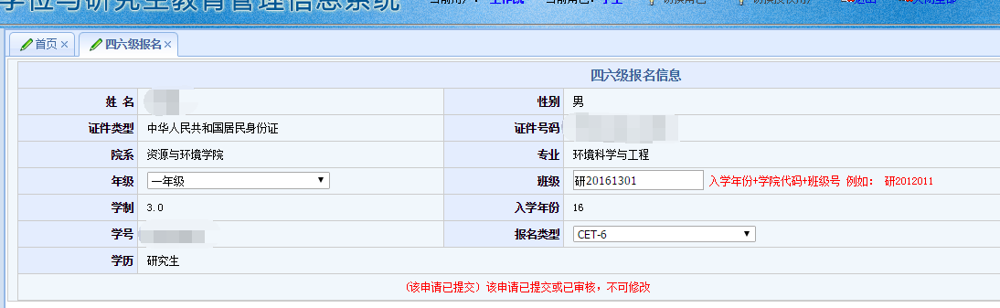 学位与研究生教育管理信息系统
首页 四六级报名
四六级报名信息
姓 名 性别 男
证件类型 中华人民共和国居民身份证 证件号码
院系 资源与环境学院 专业 环境科学与工程
年级 一年级 班级 研20161301 入学年份+学院代码+班级号 例如: 研2012011
学制 3.0 入学年份 16
学号 报名类型 CET-6
学历 研究生
(该申请已提交) 该申请已提交或已审核,不可修改